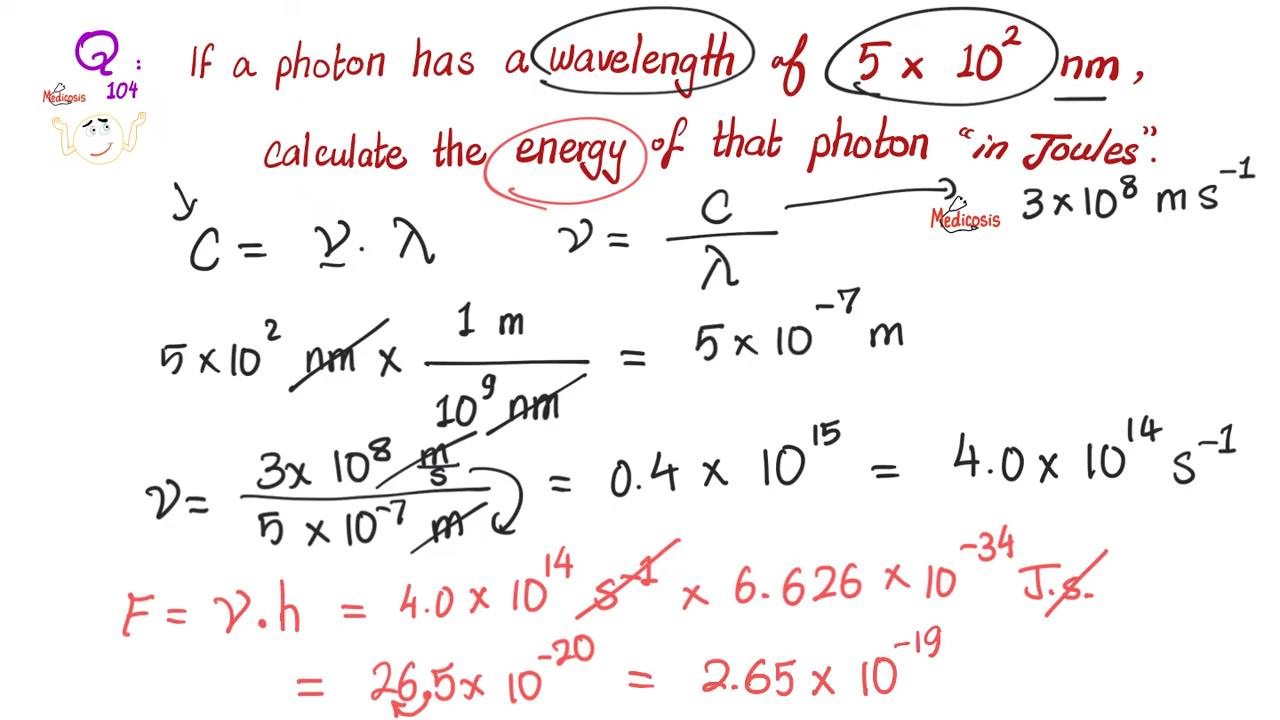 Q: 104
Medicosis
If a photon has a wavelength of 5 × 10² nm,
calculate the energy of that photon "in Joules".
C = ν . λ    ν = C / λ → 3 × 10⁸ m s⁻¹
Medicosis
5 × 10² nm × 1 m / 10⁹ nm = 5 × 10⁻⁷ m
ν = 3 × 10⁸ m/s / 5 × 10⁻⁷ m = 0.4 × 10¹⁵ = 4.0 × 10¹⁴ s⁻¹
E = ν . h = 4.0 × 10¹⁴ s⁻¹ × 6.626 × 10⁻³⁴ J.s.
= 26.5 × 10⁻²⁰ = 2.65 × 10⁻¹⁹